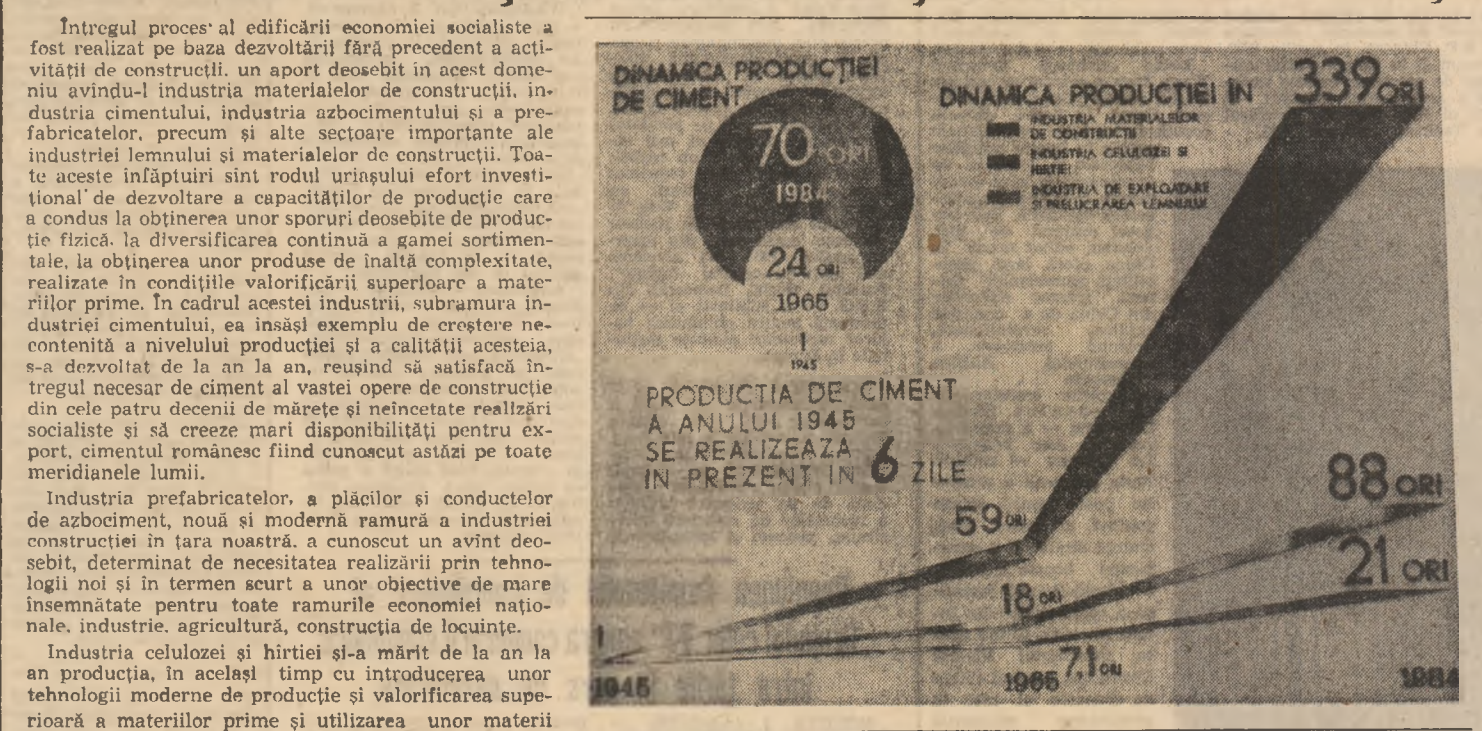 Întregul proces al edificării economiei socialiste a
fost realizat pe baza dezvoltării fără precedent a acti-
vității de construcții. un aport deosebit in acest dome-
niu avindu-l industria materialelor de construcții, in-
dustria cimentului, industria azbocimentului și a pre-
fabricatelor, precum și alte sectoare importante ale
industriei lemnului și materialelor de construcții. Toa-
te aceste infăptuiri sint rodul uriașului efort investi-
țional de dezvoltare a capacităților de producție care
a condus la obținerea unor sporuri deosebite de produc-
ție fizică. la diversificarea continuă a gamei sortimen-
tale, la obținerea unor produse de înaltă complexitate,
realizate în condițiile valorificării superioare a mate-
riilor prime. În cadrul acestei industrii, subramura in-
dustriei cimentului, ea insăși exemplu de creștere ne-
contenită a nivelului producției și a calității acesteia,
s-a dezvoltat de la an la an, reușind să satisfacă în-
tregul necesar de ciment al vastei opere de construcție
din cele patru decenii de mărețe și neîncetate realizări
socialiste și să creeze mari disponibilități pentru ex-
port, cimentul românesc fiind cunoscut astăzi pe toate
meridianele lumii.
Industria prefabricatelor, a plăcilor și conductelor
de azbociment, nouă și modernă ramură a industriei
construcției în țara noastră. a cunoscut un avînt deo-
sebit, determinat de necesitatea realizării prin tehno-
logii noi și în termen scurt a unor obiective de mare
însemnătate pentru toate ramurile economiei națio-
nale. industrie. agricultură, construcția de locuințe.
Industria celulozei și hîrtiei și-a mărit de la an la
an producția, în același timp cu introducerea unor
tehnologii moderne de producție și valorificarea supe-
rioară a materiilor prime și utilizarea unor materii
DINAMICA PRODUCȚIEI
DE CIMENT
70 ORI
1984
24 ORI
1965
1
1945
PRODUCTIA DE CIMENT
A ANULUI 1945
SE REALIZEAZA
IN PREZENT IN 6 ZILE
DINAMICA PRODUCȚIEI ÎN
INDUSTRIA MATERIALELOR
DE CONSTRUCTII
INDUSTRIA CELULOZEI SI
HIRTIEI
INDUSTRIA DE EXPLOATARE
SI PRELUCRAREA LEMNULUI
339 ORI
88 ORI
59 ORI
21 ORI
18 ORI
1
7,1 ORI
1945
1965
1984